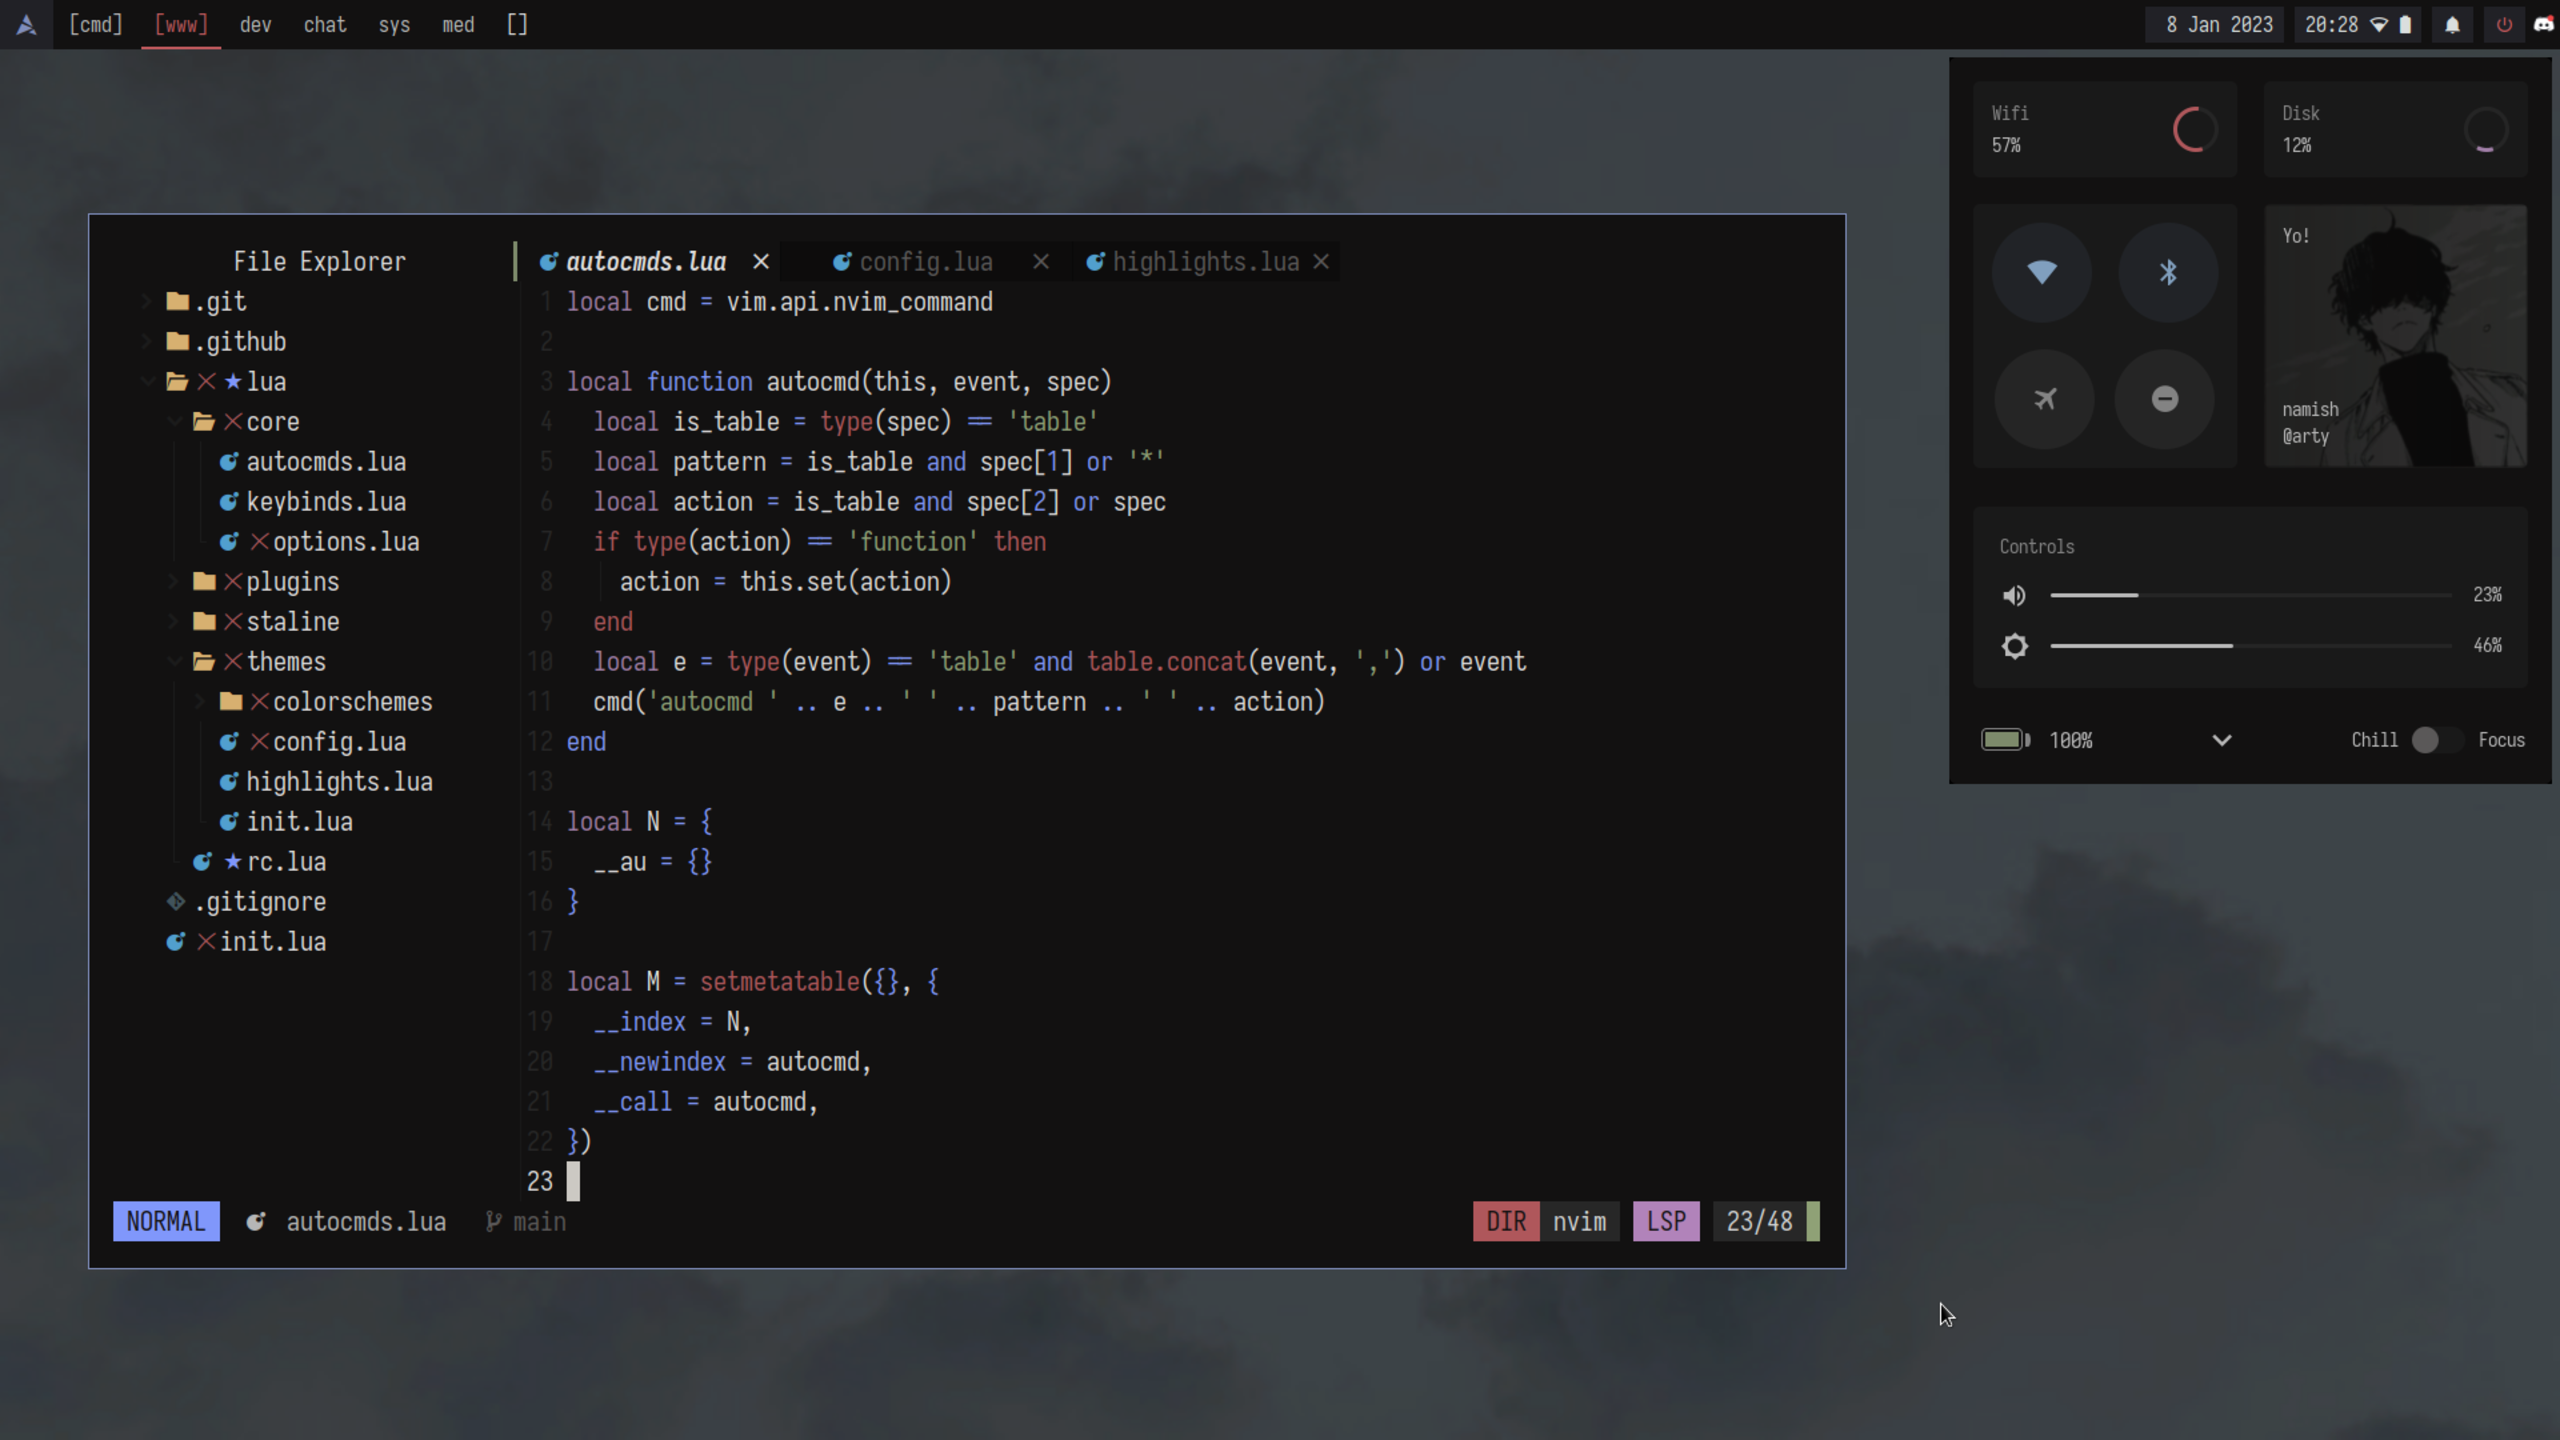 [cmd] [www] dev chat sys med []
8 Jan 2023 20:28
File Explorer
.git
.github
lua
core
autocmds.lua
keybinds.lua
options.lua
plugins
staline
themes
colorschemes
config.lua
highlights.lua
init.lua
rc.lua
.gitignore
init.lua
autocmds.lua config.lua highlights.lua
1 local cmd = vim.api.nvim_command
2
3 local function autocmd(this, event, spec)
4   local is_table = type(spec) == 'table'
5   local pattern = is_table and spec[1] or '*'
6   local action = is_table and spec[2] or spec
7   if type(action) == 'function' then
8     action = this.set(action)
9   end
10   local e = type(event) == 'table' and table.concat(event, ',') or event
11   cmd('autocmd ' .. e .. ' ' .. pattern .. ' ' .. action)
12 end
13
14 local N = {
15   __au = {}
16 }
17
18 local M = setmetatable({}, {
19   __index = N,
20   __newindex = autocmd,
21   __call = autocmd,
22 })
23
NORMAL autocmds.lua main DIR nvim LSP 23/48
Wifi
57%
Disk
12%
Yo!
namish
@arty
Controls
23%
46%
100%
Chill Focus